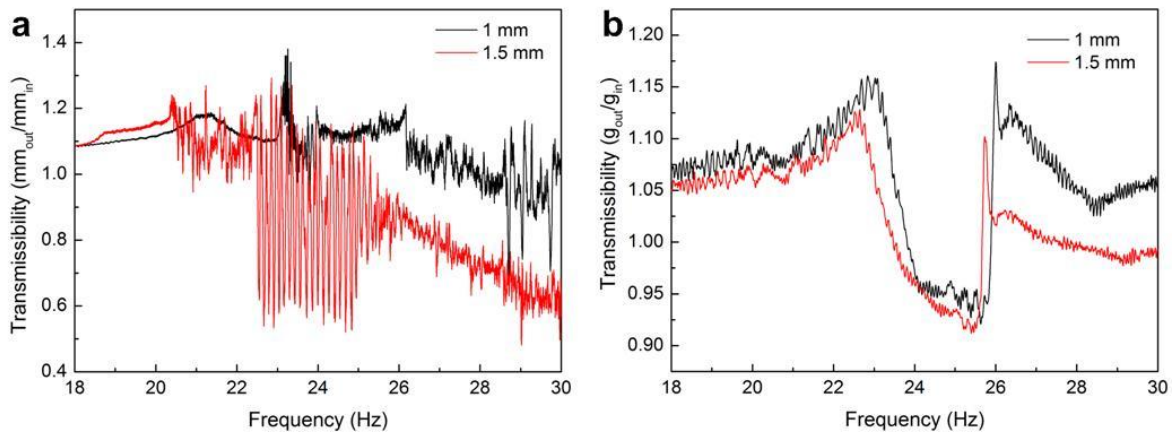 a
1 mm
1.5 mm
1.4
1.2
1.0
0.8
0.6
0.4
Transmissibility (mm_out/mm_in)
18 20 22 24 26 28 30
Frequency (Hz)
b
1 mm
1.5 mm
1.20
1.15
1.10
1.05
1.00
0.95
0.90
Transmissibility (g_out/g_in)
18 20 22 24 26 28 30
Frequency (Hz)